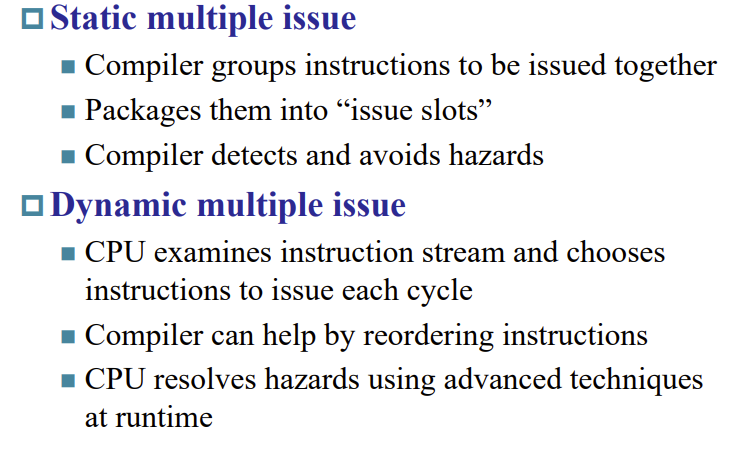 Static multiple issue
Compiler groups instructions to be issued together
Packages them into “issue slots”
Compiler detects and avoids hazards
Dynamic multiple issue
CPU examines instruction stream and chooses
instructions to issue each cycle
Compiler can help by reordering instructions
CPU resolves hazards using advanced techniques
at runtime